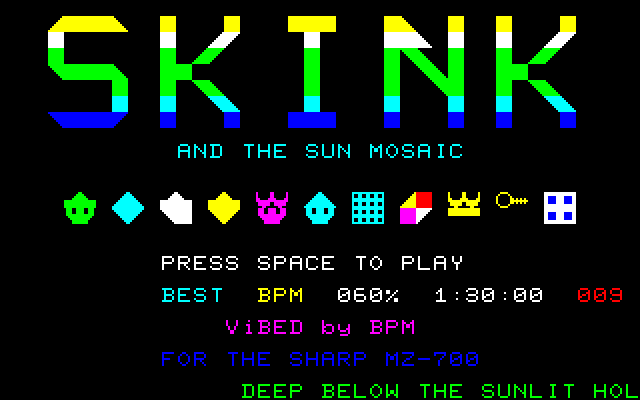 SKINK
AND THE SUN MOSAIC
PRESS SPACE TO PLAY
BEST BPM 060% 1:30:00 009
ViBED by BPM
FOR THE SHARP MZ-700
DEEP BELOW THE SUNLIT HOL